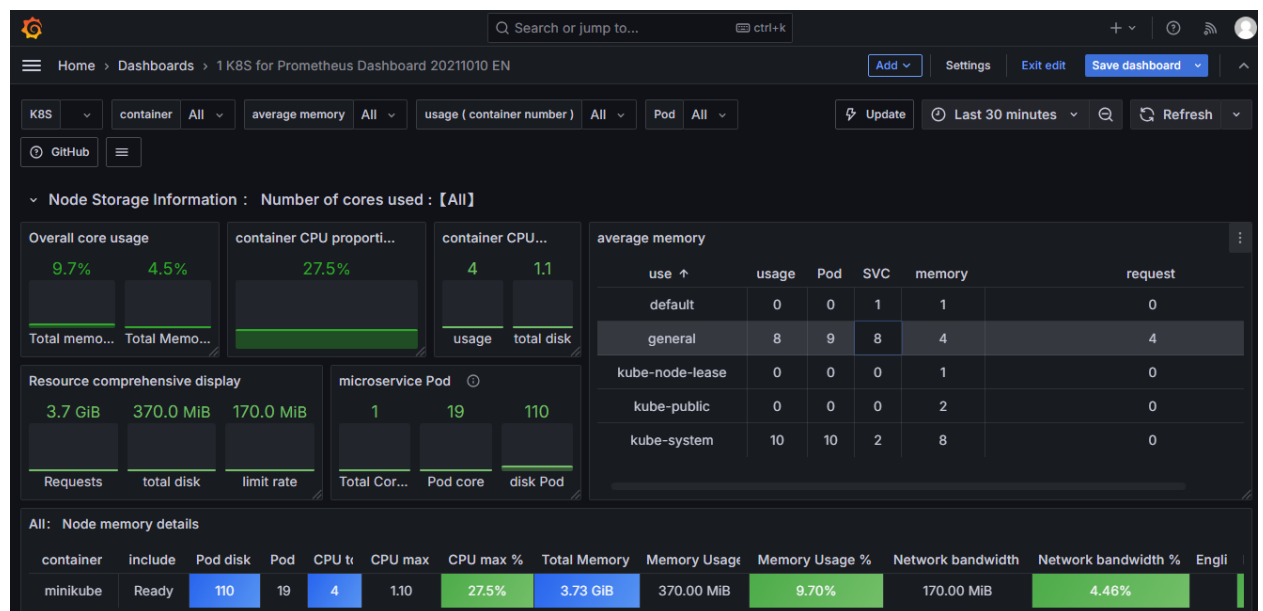 Search or jump to... ctrl+k
Home › Dashboards › 1 K8S for Prometheus Dashboard 20211010 EN Add Settings Exit edit Save dashboard
K8S container All average memory All usage ( container number ) All Pod All Update Last 30 minutes Refresh
GitHub
Node Storage Information : Number of cores used :【All】
Overall core usage
9.7% 4.5%
Total memo... Total Memo...
container CPU proporti...
27.5%
container CPU...
4 1.1
usage total disk
average memory
use ↑ usage Pod SVC memory request
default 0 0 1 1 0
general 8 9 8 4 4
kube-node-lease 0 0 0 1 0
kube-public 0 0 0 2 0
kube-system 10 10 2 8 0
Resource comprehensive display
3.7 GiB 370.0 MiB 170.0 MiB
Requests total disk limit rate
microservice Pod
1 19 110
Total Cor... Pod core disk Pod
All: Node memory details
container include Pod disk Pod CPU CPU max CPU max % Total Memory Memory Usage Memory Usage % Network bandwidth Network bandwidth % Engli
minikube Ready 110 19 4 1.10 27.5% 3.73 GiB 370.00 MiB 9.70% 170.00 MiB 4.46%